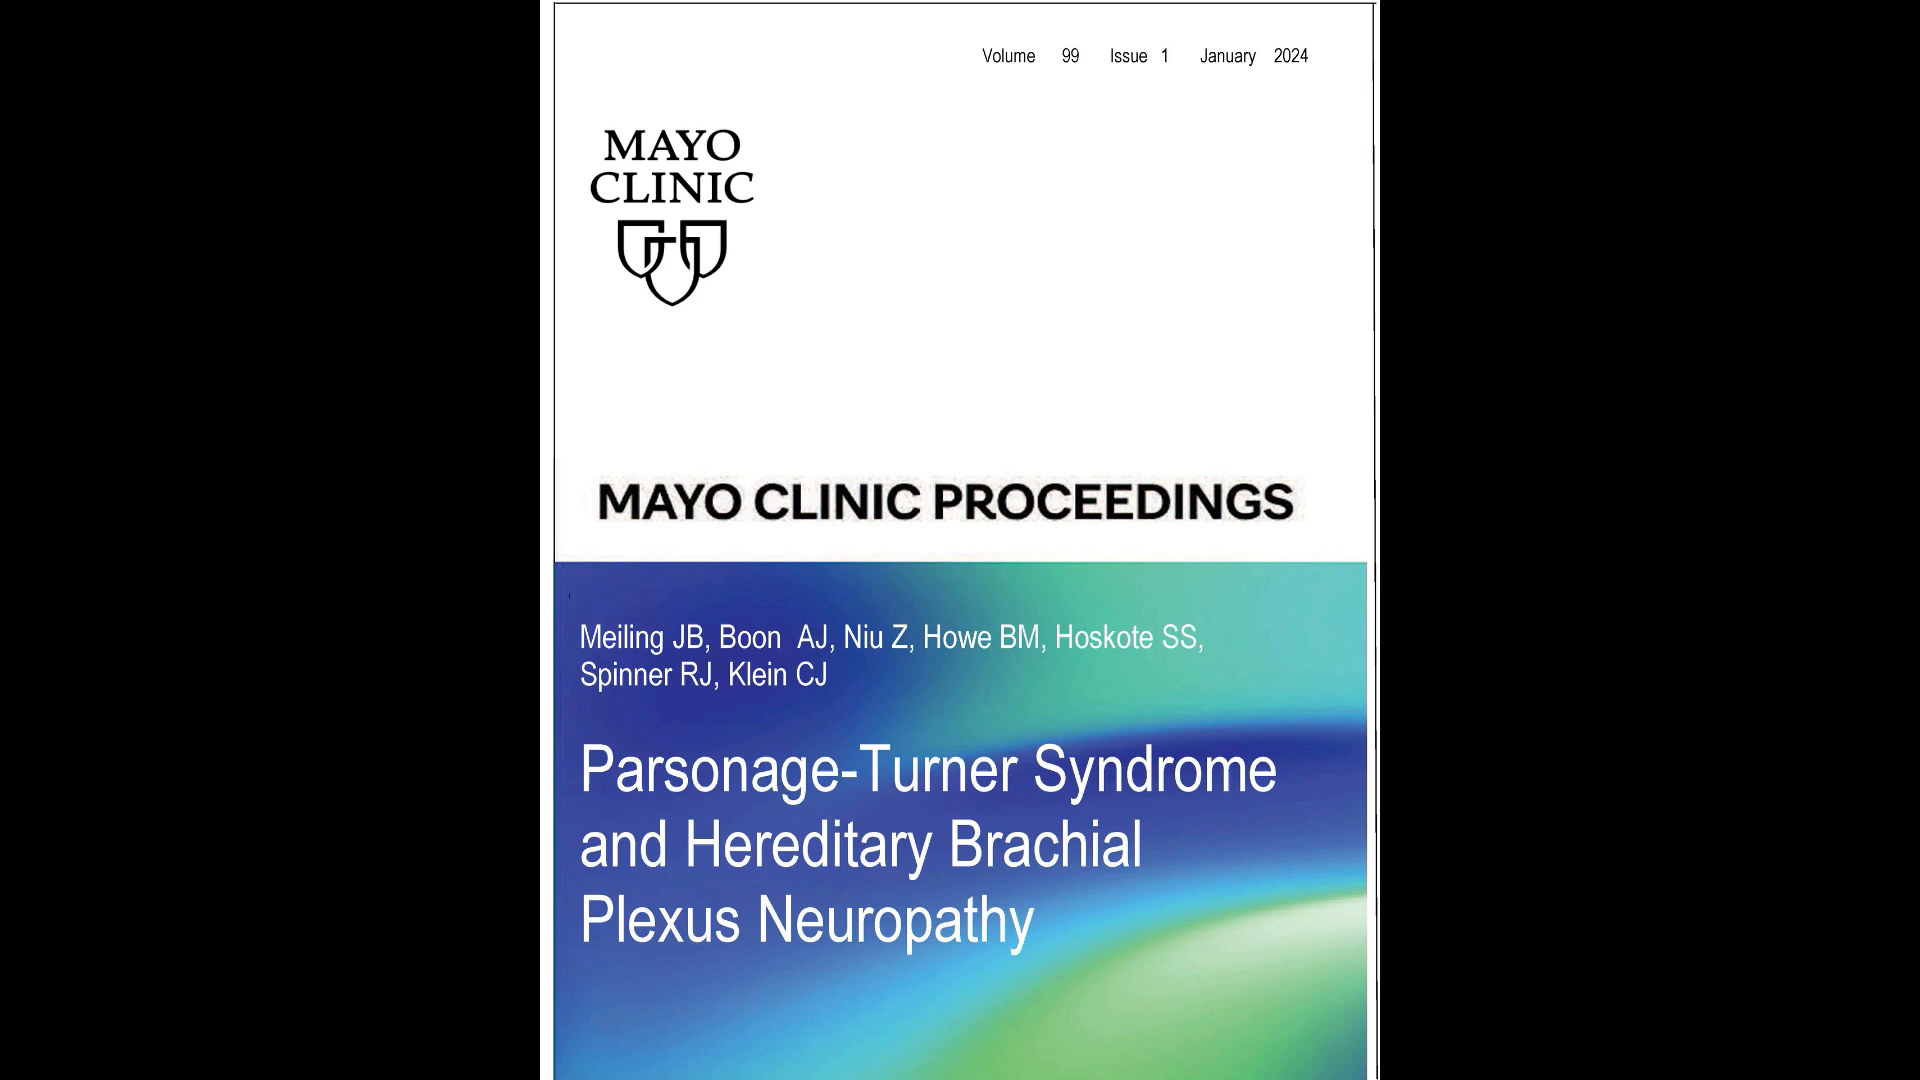 Volume 99 Issue 1 January 2024
MAYO
CLINIC
MAYO CLINIC PROCEEDINGS
Meiling JB, Boon AJ, Niu Z, Howe BM, Hoskote SS,
Spinner RJ, Klein CJ
Parsonage-Turner Syndrome
and Hereditary Brachial
Plexus Neuropathy